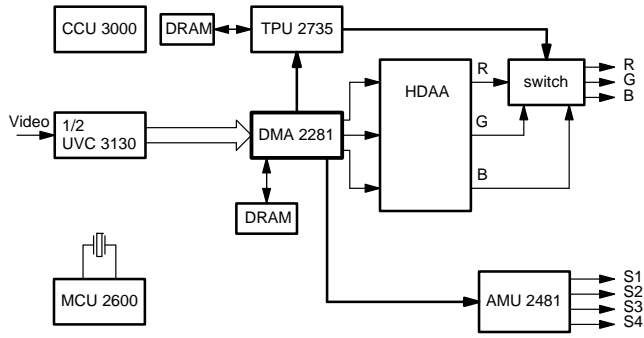 CCU 3000
DRAM
TPU 2735
R
HDAA
switch
R
G
B
Video
1/2
UVC 3130
DMA 2281
G
B
DRAM
MCU 2600
AMU 2481
S1
S2
S3
S4